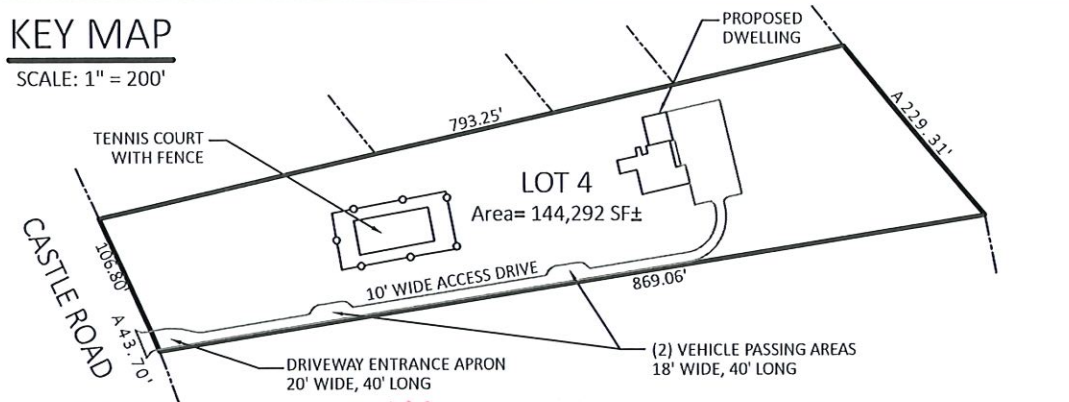 KEY MAP
SCALE: 1" = 200'
PROPOSED
DWELLING
793.25'
A 229.31'
TENNIS COURT
WITH FENCE
LOT 4
Area= 144,292 SF±
CASTLE ROAD
106.80'
A 43.70'
10' WIDE ACCESS DRIVE
869.06'
DRIVEWAY ENTRANCE APRON
20' WIDE, 40' LONG
(2) VEHICLE PASSING AREAS
18' WIDE, 40' LONG